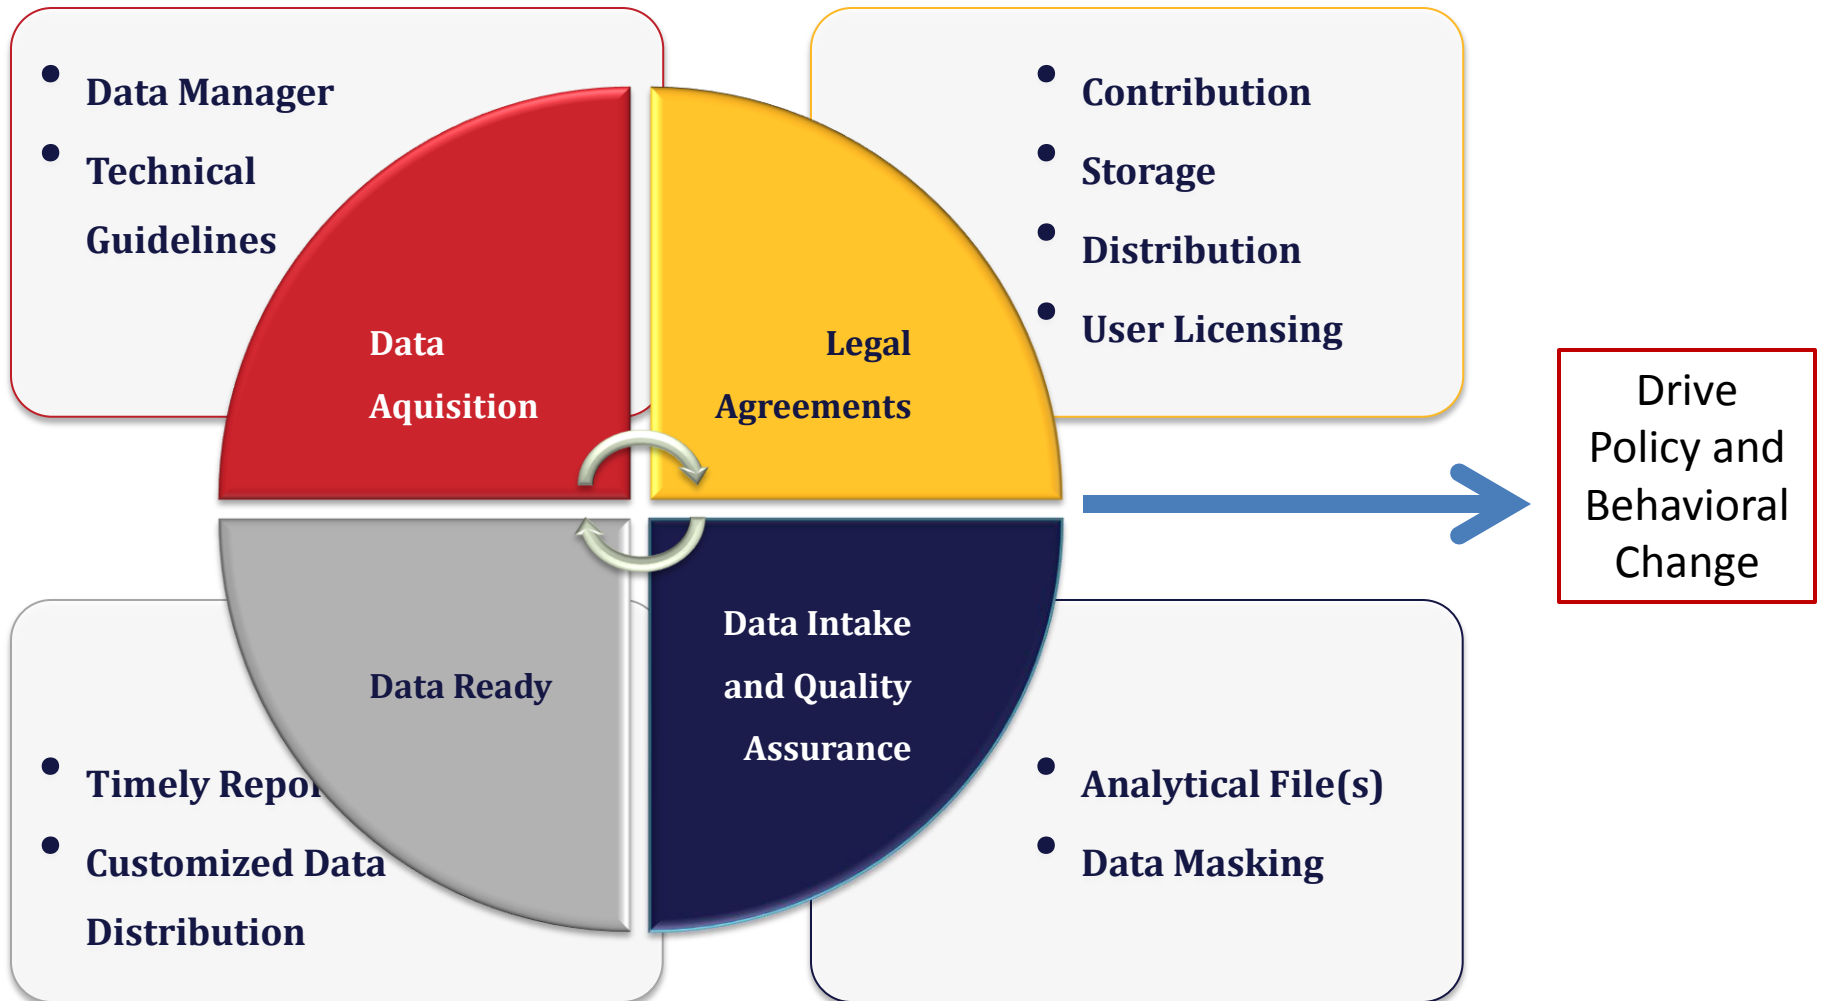 Data Manager
Technical
Guidelines
Data
Aquisition
Contribution
Storage
Distribution
User Licensing
Legal
Agreements
Drive
Policy and
Behavioral
Change
Data Ready
Timely
Customized Data
Distribution
Data Intake
and Quality
Assurance
Analytical File(s)
Data Masking